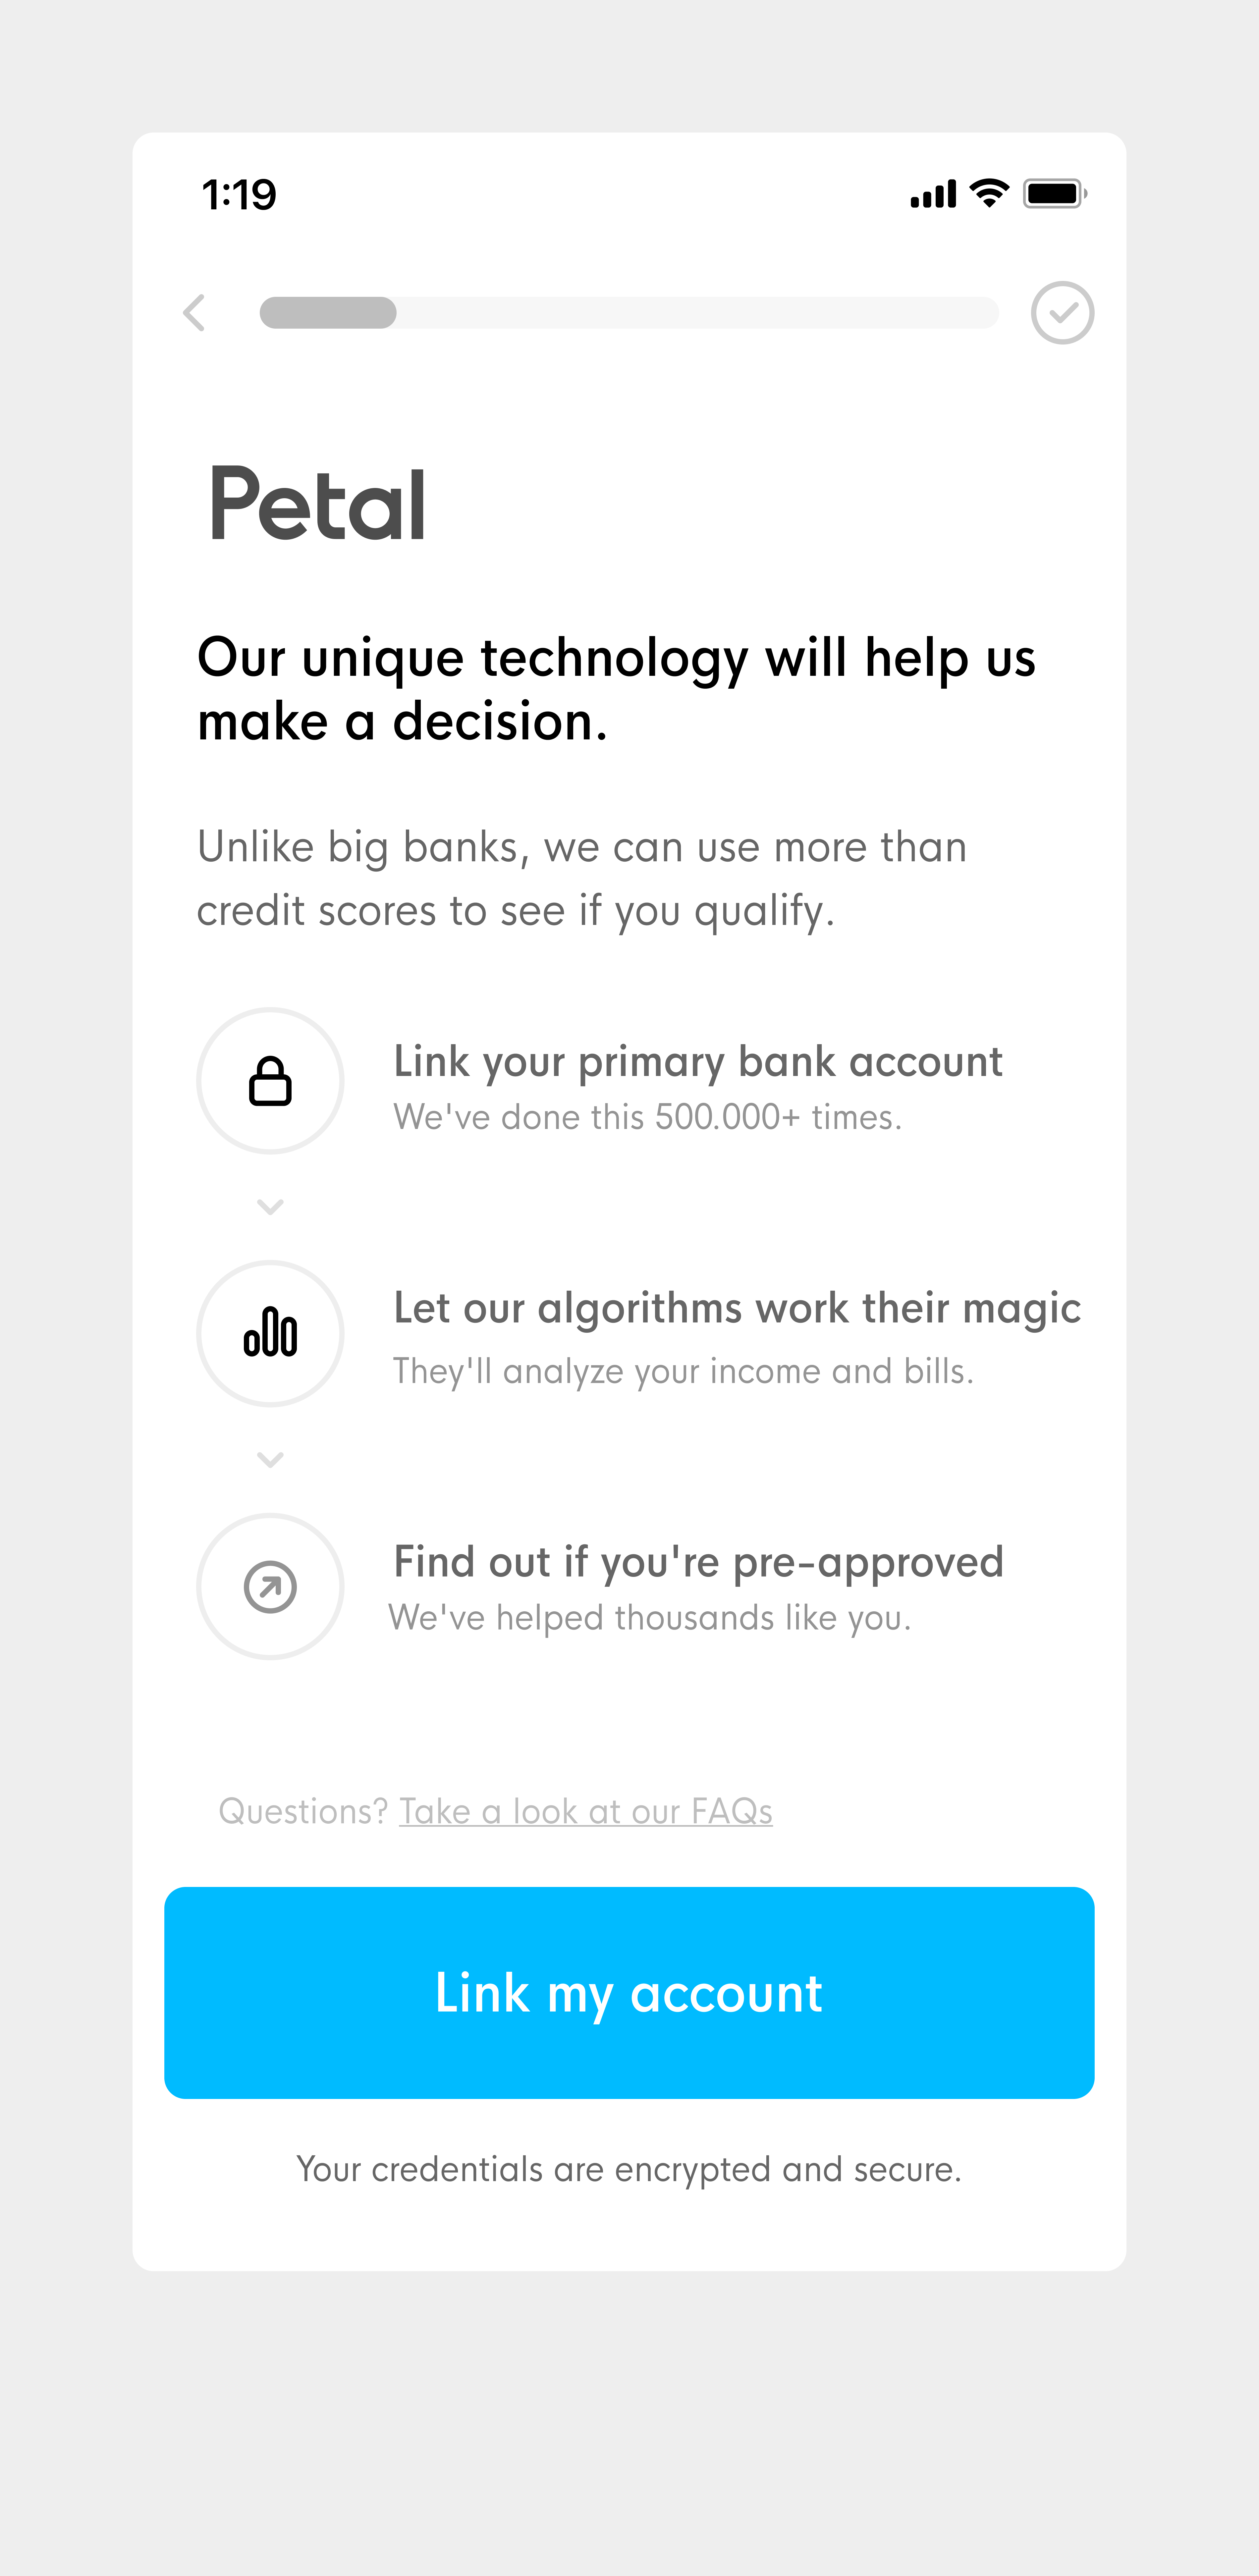 1:19
Petal
Our unique technology will help us
make a decision.
Unlike big banks, we can use more than
credit scores to see if you qualify.
Link your primary bank account
We've done this 500.000+ times.
Let our algorithms work their magic
They'll analyze your income and bills.
Find out if you're pre-approved
We've helped thousands like you.
Questions? Take a look at our FAQs
Link my account
Your credentials are encrypted and secure.